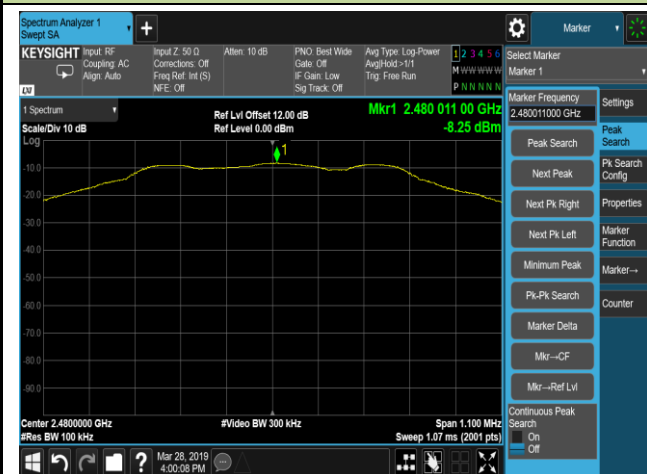 Spectrum Analyzer 1
Swept SA
+
Marker
KEYSIGHT
LXI
Input: RF
Coupling: AC
Align: Auto
Input Z: 50 Ω
Corrections: Off
Freq Ref: Int (S)
NFE: Off
Atten: 10 dB
PNO: Best Wide
Gate: Off
IF Gain: Low
Sig Track: Off
Avg Type: Log-Power
Avg|Hold:>1/1
Trig: Free Run
1 2 3 4 5 6
M W W W W W
P N N N N N
Select Marker
Marker 1
1 Spectrum
Scale/Div 10 dB
Log
Ref Lvl Offset 12.00 dB
Ref Level 0.00 dBm
Mkr1 2.480 011 00 GHz
-8.25 dBm
1
-10.0
-20.0
-30.0
-40.0
-50.0
-60.0
-70.0
-80.0
-90.0
Center 2.4800000 GHz
#Res BW 100 kHz
#Video BW 300 kHz
Span 1.100 MHz
Sweep 1.07 ms (2001 pts)
Marker Frequency
2.480011000 GHz
Peak Search
Next Peak
Next Pk Right
Next Pk Left
Minimum Peak
Pk-Pk Search
Marker Delta
Mkr→CF
Mkr→Ref Lvl
Continuous Peak
Search
On
Off
Settings
Peak
Search
Pk Search
Config
Properties
Marker
Function
Marker→
Counter
?
Mar 28, 2019
4:00:08 PM